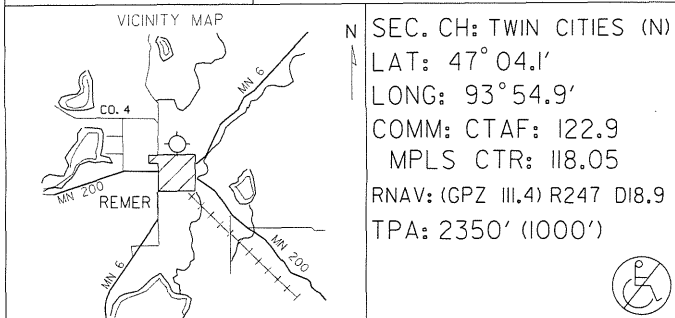 VICINITY MAP
N
MN 6
CO. 4
MN 200
REMER
MN 200
MN 6
SEC. CH: TWIN CITIES (N)
LAT: 47° 04.1'
LONG: 93° 54.9'
COMM: CTAF: 122.9
MPLS CTR: 118.05
RNAV: (GPZ 111.4) R247 D18.9
TPA: 2350' (1000')